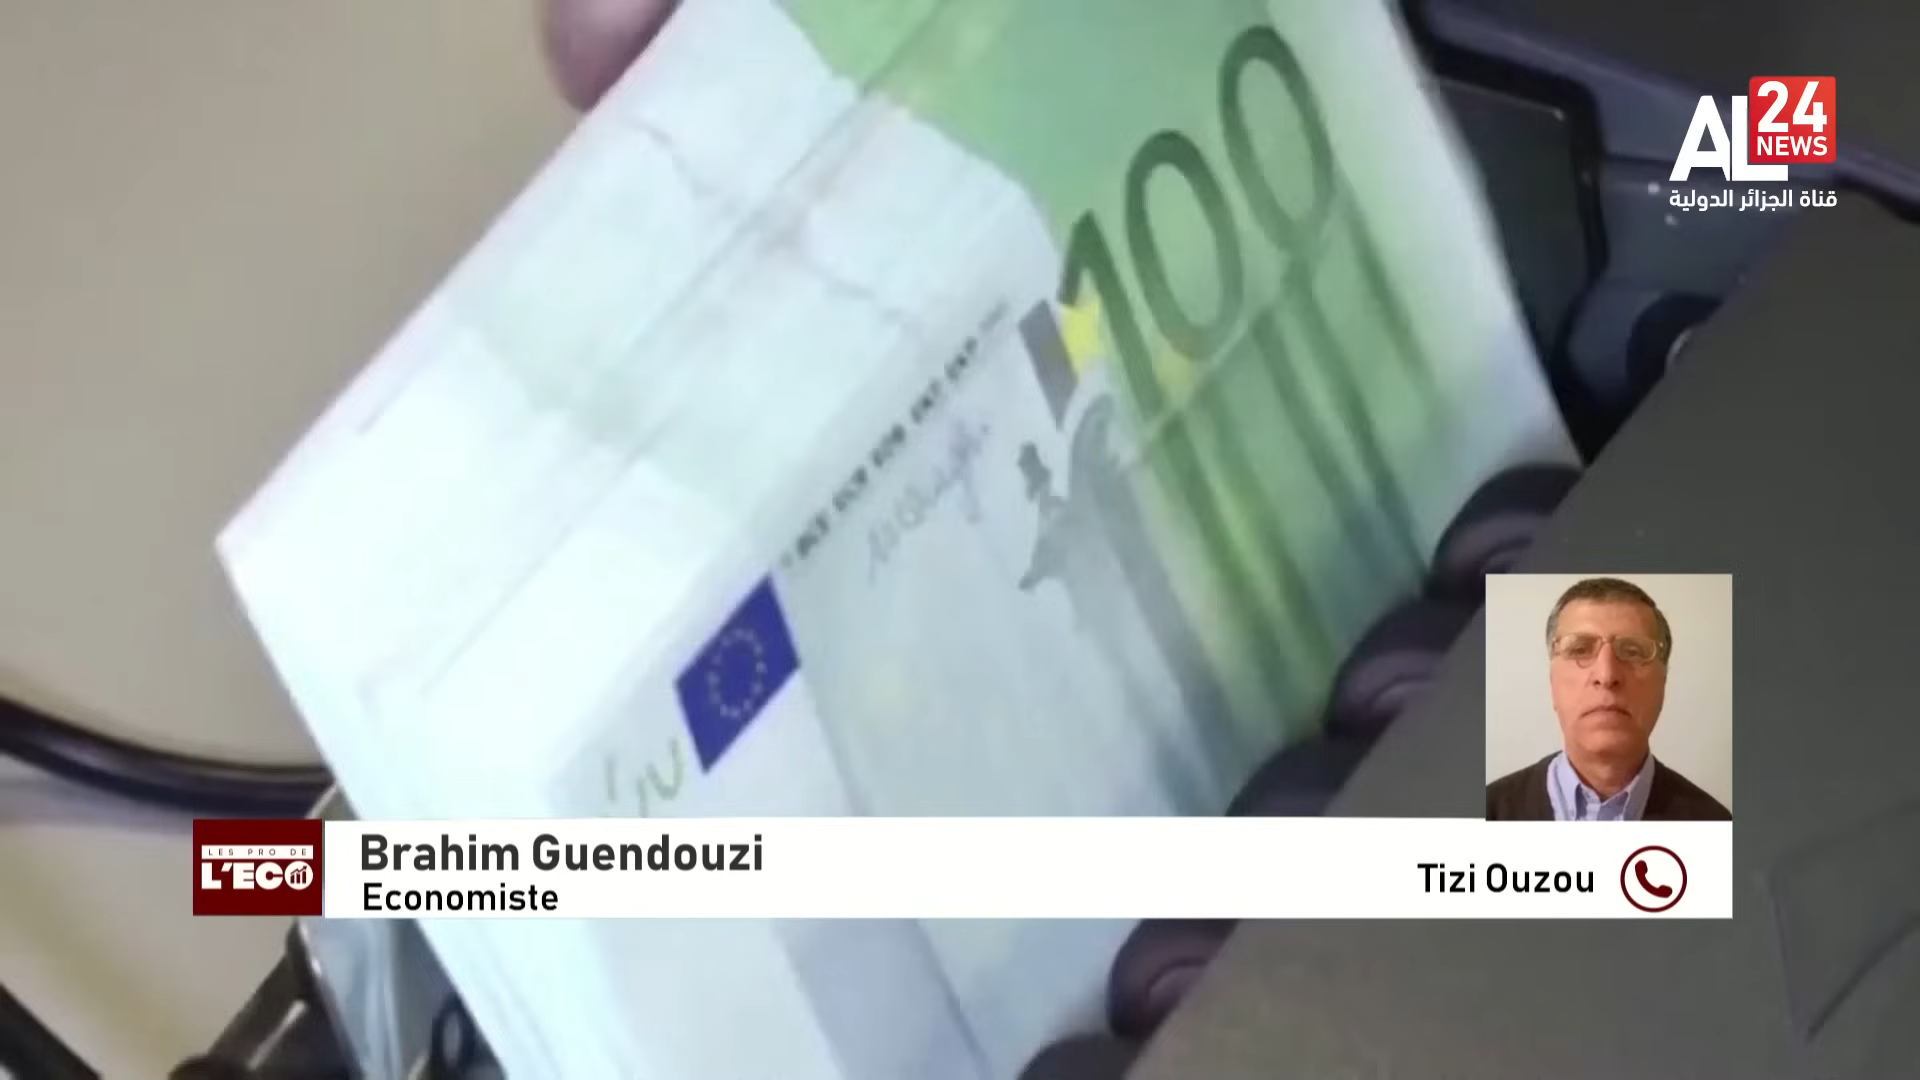 AL
24
NEWS
قناة الجزائر الدولية
100
LES PRO DE
L'ECO
Brahim Guendouzi
Economiste
Tizi Ouzou